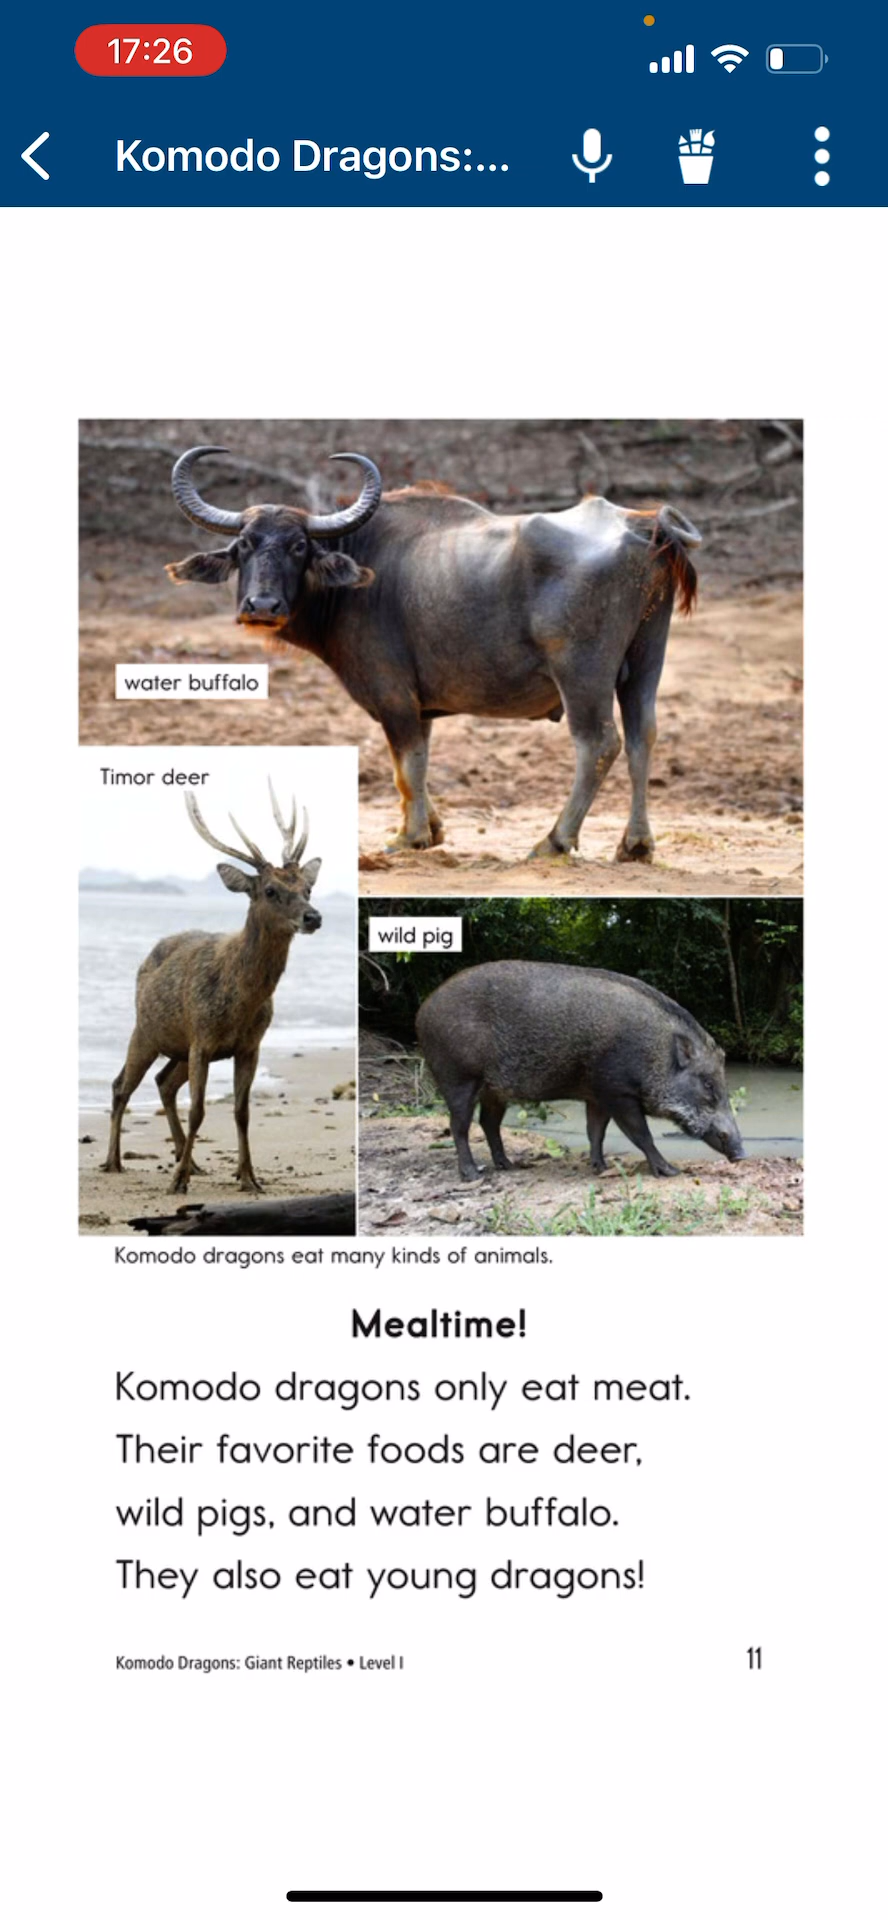 17:26
Komodo Dragons:...
water buffalo
Timor deer
wild pig
Komodo dragons eat many kinds of animals.
Mealtime!
Komodo dragons only eat meat.
Their favorite foods are deer,
wild pigs, and water buffalo.
They also eat young dragons!
Komodo Dragons: Giant Reptiles • Level I
11